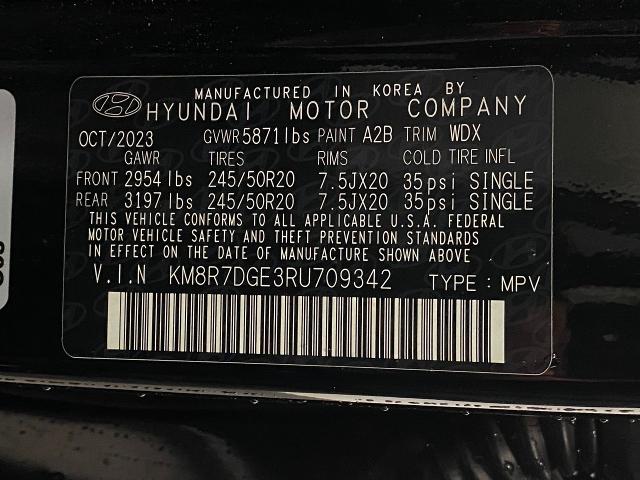 MANUFACTURED IN KOREA BY
HYUNDAI MOTOR COMPANY
OCT/2023 GVWR 5871lbs PAINT A2B TRIM WDX
GAWR TIRES RIMS COLD TIRE INFL
FRONT 2954lbs 245/50R20 7.5JX20 35psi SINGLE
REAR 3197lbs 245/50R20 7.5JX20 35psi SINGLE
THIS VEHICLE CONFORMS TO ALL APPLICABLE U.S.A. FEDERAL
MOTOR VEHICLE SAFETY AND THEFT PREVENTION STANDARDS
IN EFFECT ON THE DATE OF MANUFACTURE SHOWN ABOVE
V.I.N KM8R7DGE3RU709342 TYPE : MPV